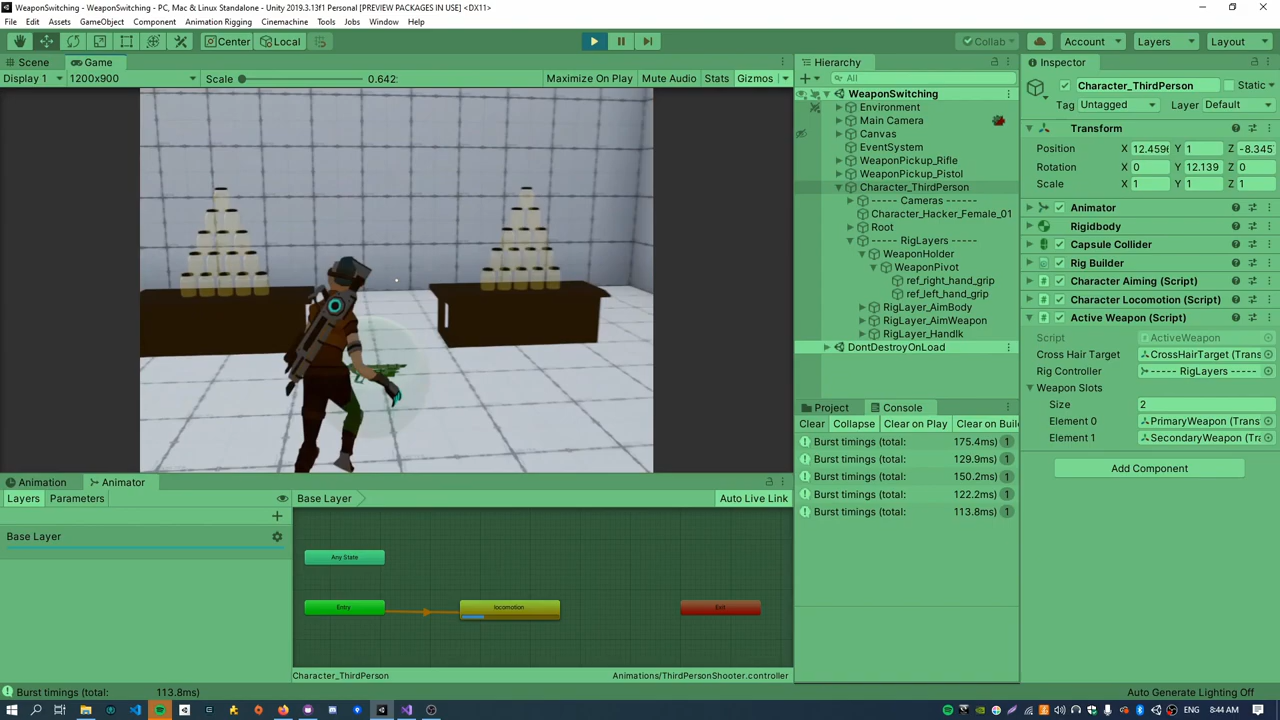 WeaponSwitching - WeaponSwitching - PC, Mac & Linux Standalone - Unity 2019.3.13f1 Personal [PREVIEW PACKAGES IN USE] <DX11>
File Edit Assets GameObject Component Animation Rigging Cinemachine Tools Jobs Window Help
Center Local Collab Account Layers Layout
Scene Game
Display 1 1200x900 Scale 0.642: Maximize On Play Mute Audio Stats Gizmos
Hierarchy
All
WeaponSwitching
Environment
Main Camera
Canvas
EventSystem
WeaponPickup_Rifle
WeaponPickup_Pistol
Character_ThirdPerson
----- Cameras ------
Character_Hacker_Female_01
Root
----- RigLayers -----
WeaponHolder
WeaponPivot
ref_right_hand_grip
ref_left_hand_grip
RigLayer_AimBody
RigLayer_AimWeapon
RigLayer_HandIk
DontDestroyOnLoad
Inspector
Character_ThirdPerson Static
Tag Untagged Layer Default
Transform
Position X 12.459 Y 1 Z -8.345
Rotation X 0 Y 12.139 Z 0
Scale X 1 Y 1 Z 1
Animator
Rigidbody
Capsule Collider
Rig Builder
Character Aiming (Script)
Character Locomotion (Script)
Active Weapon (Script)
Script ActiveWeapon
Cross Hair Target CrossHairTarget (Trans
Rig Controller ----- RigLayers -----
Weapon Slots
Size 2
Element 0 PrimaryWeapon (Trans
Element 1 SecondaryWeapon (Tra
Add Component
Project Console
Clear Collapse Clear on Play Clear on Buil
Burst timings (total: 175.4ms) 1
Burst timings (total: 129.9ms) 1
Burst timings (total: 150.2ms) 1
Burst timings (total: 122.2ms) 1
Burst timings (total: 113.8ms) 1
Animation Animator
Layers Parameters Base Layer Auto Live Link
Base Layer
Any State
Entry locomotion Exit
Character_ThirdPerson Animations/ThirdPersonShooter.controller
Burst timings (total: 113.8ms) Auto Generate Lighting Off
ENG 8:44 AM